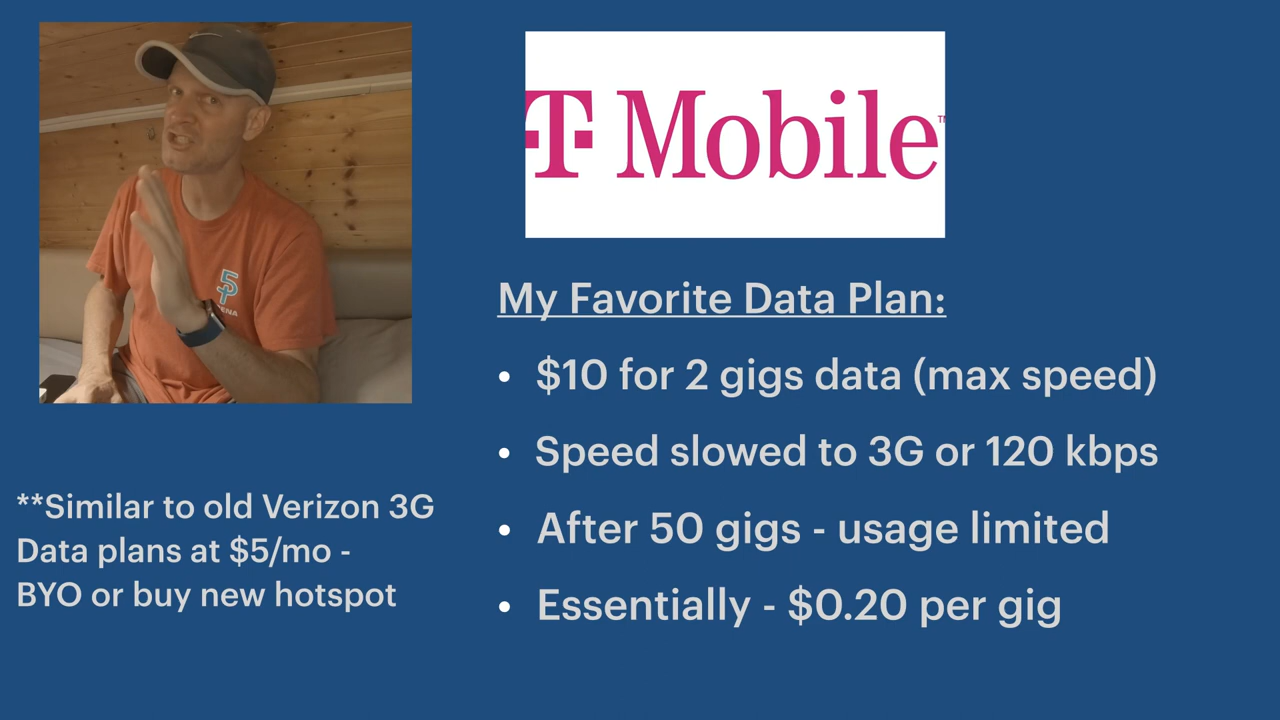 T Mobile™
My Favorite Data Plan:
• $10 for 2 gigs data (max speed)
• Speed slowed to 3G or 120 kbps
• After 50 gigs - usage limited
• Essentially - $0.20 per gig
**Similar to old Verizon 3G
Data plans at $5/mo -
BYO or buy new hotspot